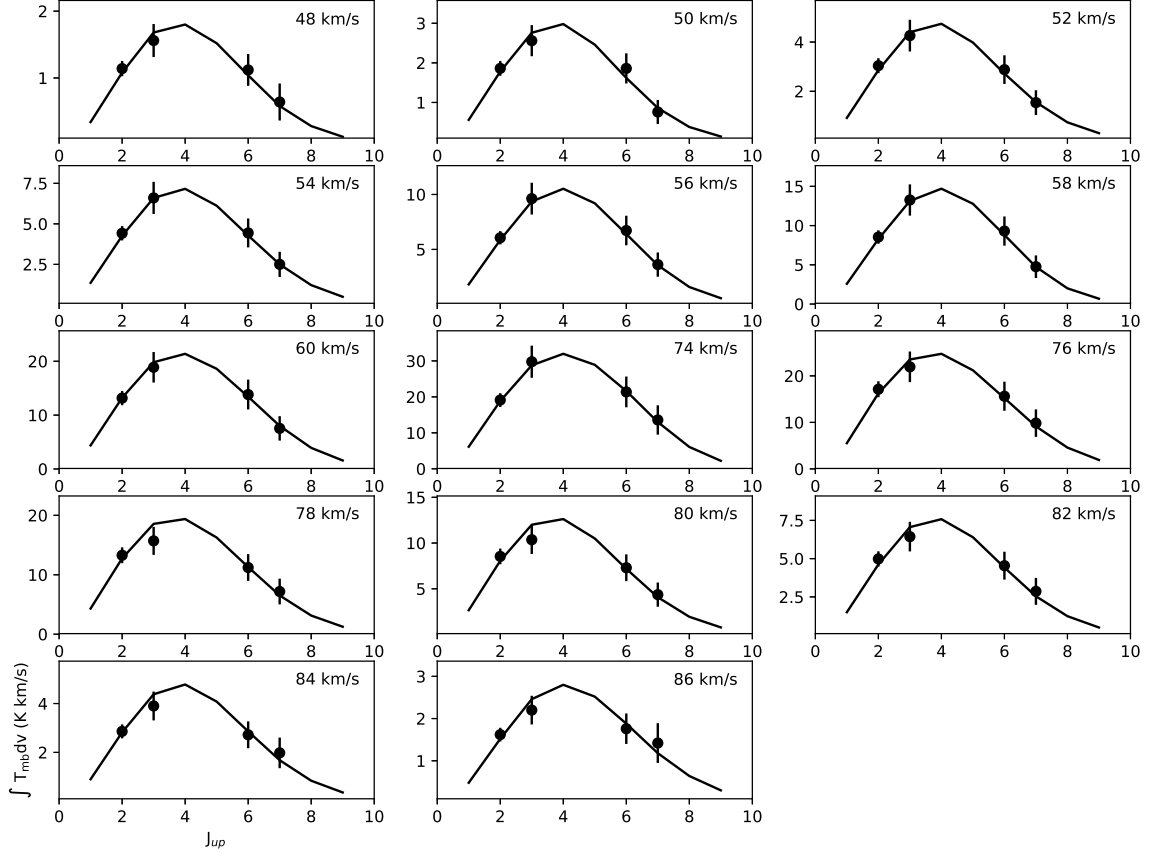 48 km/s
2
1
0 2 4 6 8 10
50 km/s
3
2
1
0 2 4 6 8 10
52 km/s
4
2
0 2 4 6 8 10
54 km/s
7.5
5.0
2.5
0 2 4 6 8 10
56 km/s
10
5
0 2 4 6 8 10
58 km/s
15
10
5
0
0 2 4 6 8 10
60 km/s
20
10
0
0 2 4 6 8 10
74 km/s
30
20
10
0
0 2 4 6 8 10
76 km/s
20
10
0
0 2 4 6 8 10
78 km/s
20
10
0
0 2 4 6 8 10
80 km/s
15
10
5
0 2 4 6 8 10
82 km/s
7.5
5.0
2.5
0 2 4 6 8 10
84 km/s
4
2
0 2 4 6 8 10
∫ T_mb dv (K km/s)
J_up
86 km/s
3
2
1
0 2 4 6 8 10